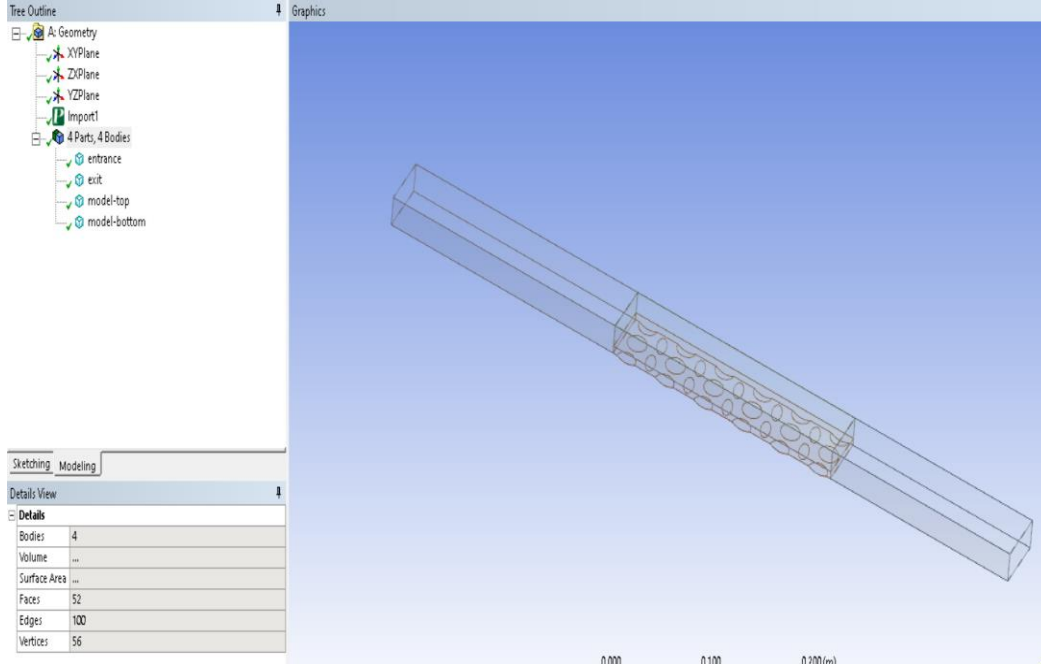 Tree Outline
Graphics
A: Geometry
XYPlane
ZXPlane
YZPlane
Import1
4 Parts, 4 Bodies
entrance
exit
model-top
model-bottom
Sketching Modeling
Details View
Details
Bodies 4
Volume ...
Surface Area ...
Faces 52
Edges 100
Vertices 56
0.000 0.100 0.200 (m)